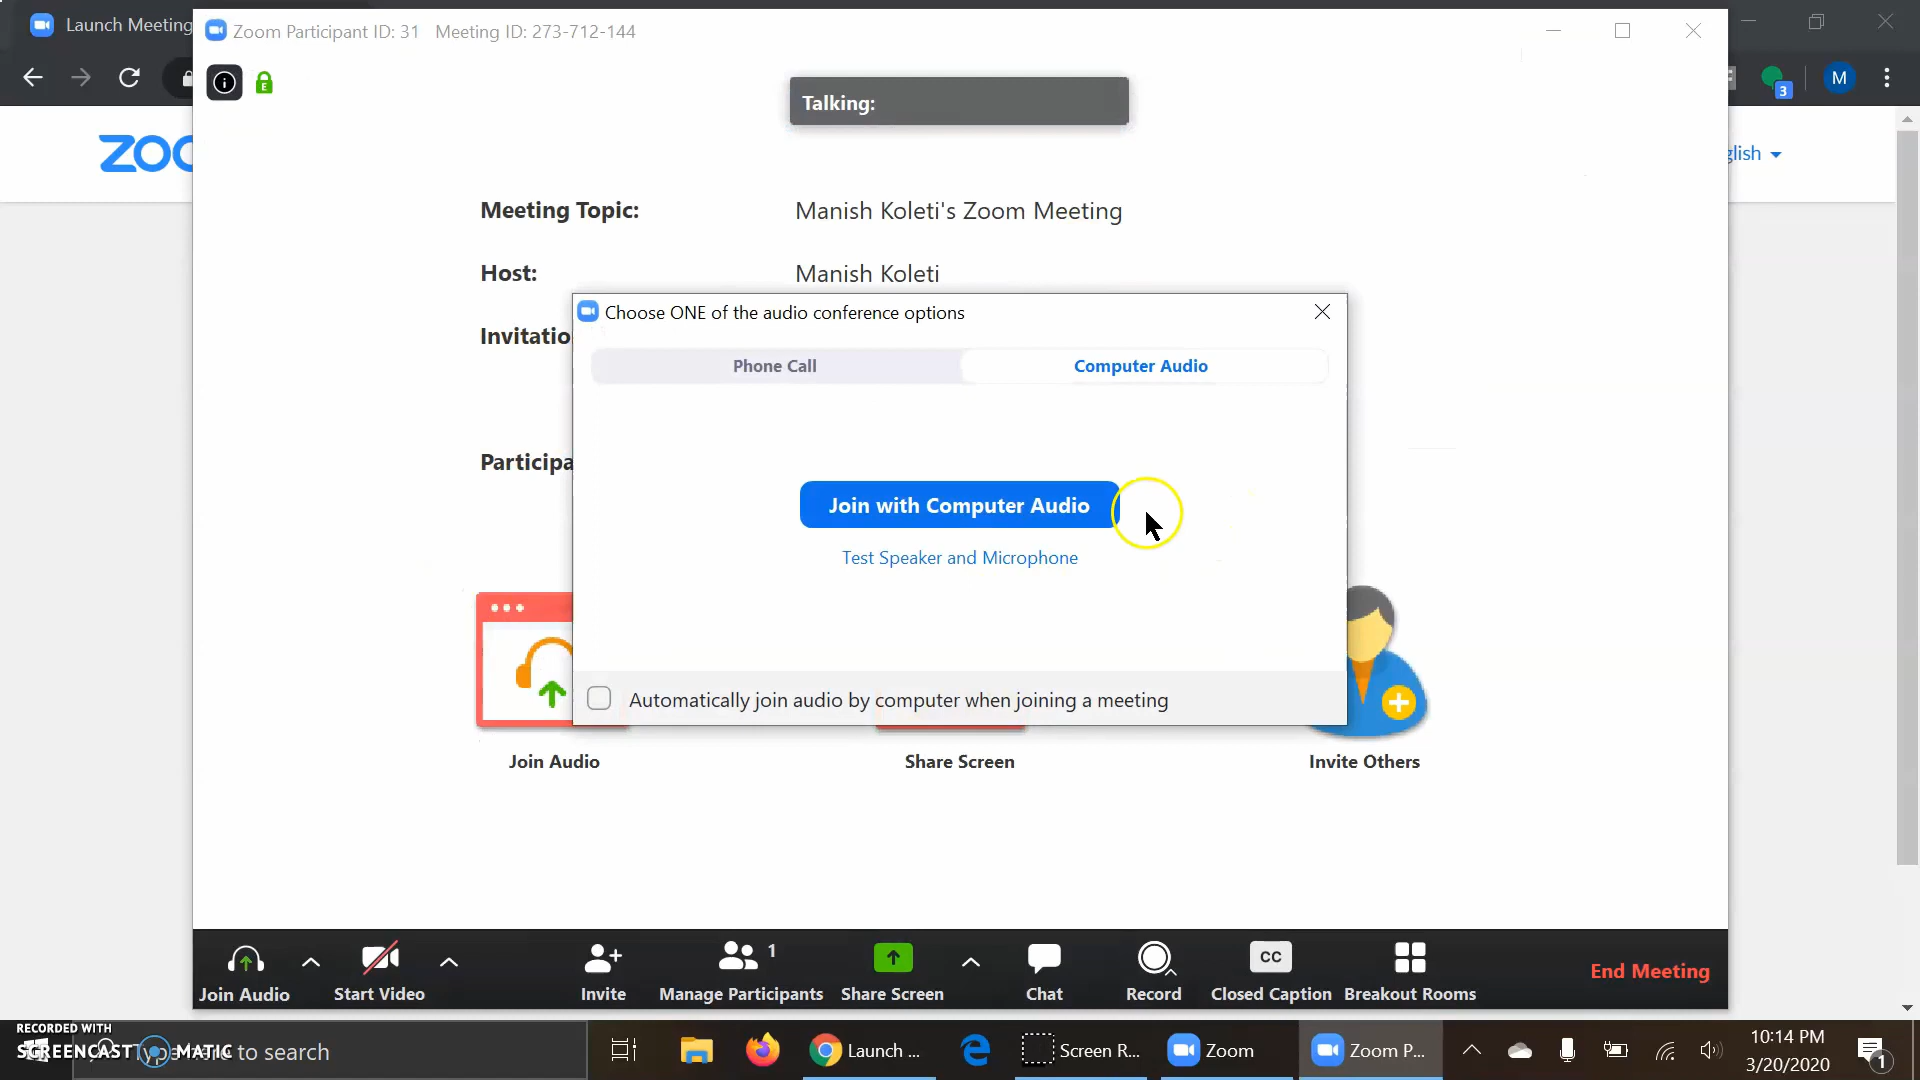 Launch Meeting
Zoom Participant ID: 31 Meeting ID: 273-712-144
M
3
E
Talking:
Meeting Topic: Manish Koleti's Zoom Meeting
Host: Manish Koleti
Choose ONE of the audio conference options
Phone Call Computer Audio
Join with Computer Audio
Test Speaker and Microphone
Automatically join audio by computer when joining a meeting
Join Audio Share Screen Invite Others
1
CC
Join Audio Start Video Invite Manage Participants Share Screen Chat Record Closed Caption Breakout Rooms End Meeting
RECORDED WITH
SCREENCAST MATIC
to search
Launch ... Screen R... Zoom Zoom P...
10:14 PM
3/20/2020
1